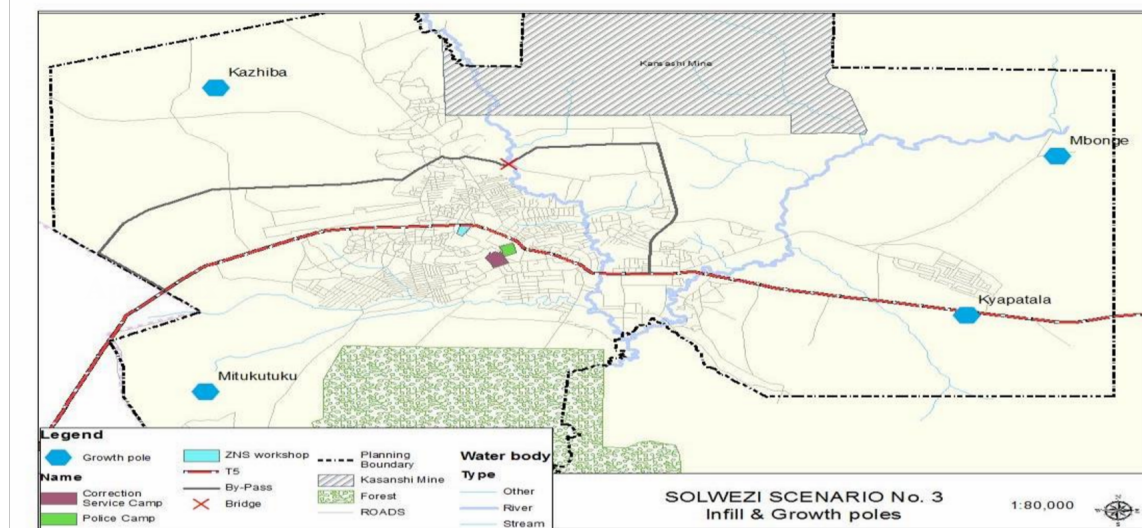 Kansashi Mine
Kazhiba
Mbonge
Kyapatala
Mitukutuku
Legend
Growth pole
Name
Correction
Service Camp
Police Camp
ZNS workshop
T5
By-Pass
Bridge
Planning
Boundary
Kasanshi Mine
Forest
ROADS
Water body
Type
Other
River
Stream
SOLWEZI SCENARIO No. 3
Infill & Growth poles
1:80,000